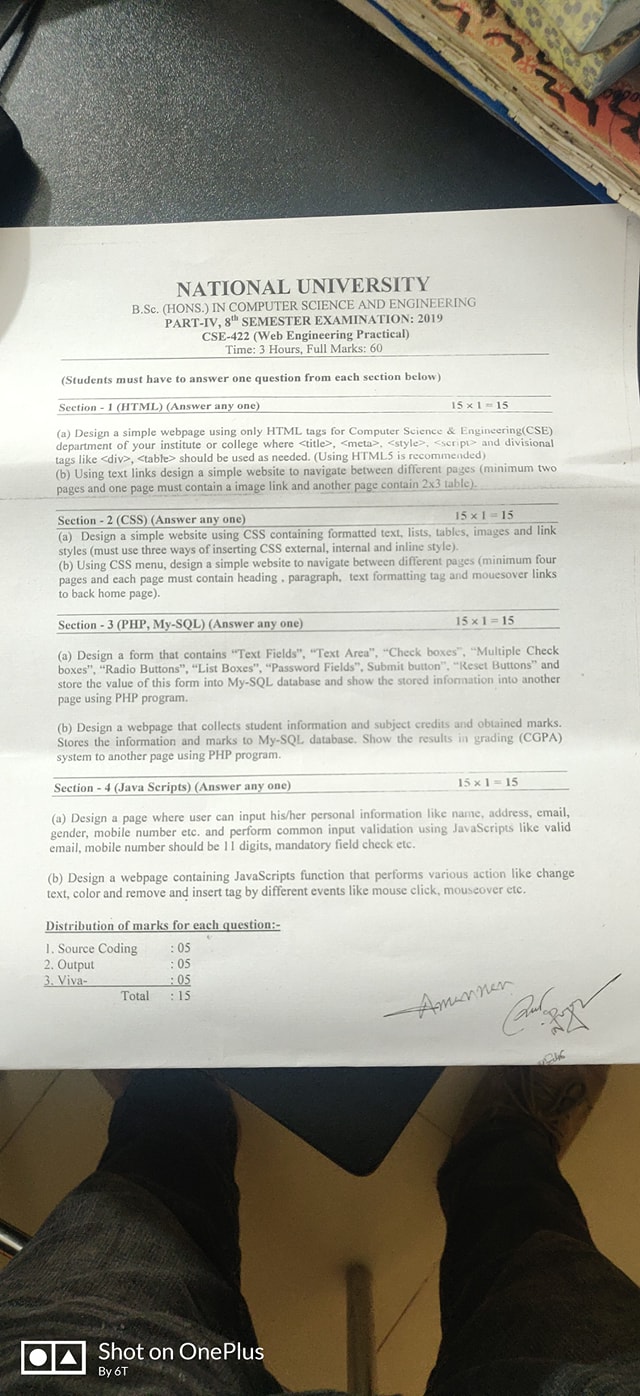 NATIONAL UNIVERSITY
B.Sc. (HONS.) IN COMPUTER SCIENCE AND ENGINEERING
PART-IV, 8th SEMESTER EXAMINATION: 2019
CSE-422 (Web Engineering Practical)
Time: 3 Hours, Full Marks: 60
(Students must have to answer one question from each section below)
Section - 1 (HTML) (Answer any one) 15 x 1 = 15
(a) Design a simple webpage using only HTML tags for Computer Science & Engineering(CSE)
department of your institute or college where <title>, <meta>, <style>, <script> and divisional
tags like <div>, <table> should be used as needed. (Using HTML5 is recommended)
(b) Using text links design a simple website to navigate between different pages (minimum two
pages and one page must contain a image link and another page contain 2x3 table).
Section - 2 (CSS) (Answer any one) 15 x 1 = 15
(a) Design a simple website using CSS containing formatted text, lists, tables, images and link
styles (must use three ways of inserting CSS external, internal and inline style).
(b) Using CSS menu, design a simple website to navigate between different pages (minimum four
pages and each page must contain heading , paragraph, text formatting tag and mouesover links
to back home page).
Section - 3 (PHP, My-SQL) (Answer any one) 15 x 1 = 15
(a) Design a form that contains "Text Fields", "Text Area", "Check boxes", "Multiple Check
boxes", "Radio Buttons", "List Boxes", "Password Fields", Submit button", "Reset Buttons" and
store the value of this form into My-SQL database and show the stored information into another
page using PHP program.
(b) Design a webpage that collects student information and subject credits and obtained marks.
Stores the information and marks to My-SQL database. Show the results in grading (CGPA)
system to another page using PHP program.
Section - 4 (Java Scripts) (Answer any one) 15 x 1 = 15
(a) Design a page where user can input his/her personal information like name, address, email,
gender, mobile number etc. and perform common input validation using JavaScripts like valid
email, mobile number should be 11 digits, mandatory field check etc.
(b) Design a webpage containing JavaScripts function that performs various action like change
text, color and remove and insert tag by different events like mouse click, mouseover etc.
Distribution of marks for each question:-
1. Source Coding : 05
2. Output : 05
3. Viva- : 05
Total : 15
Shot on OnePlus
By 6T